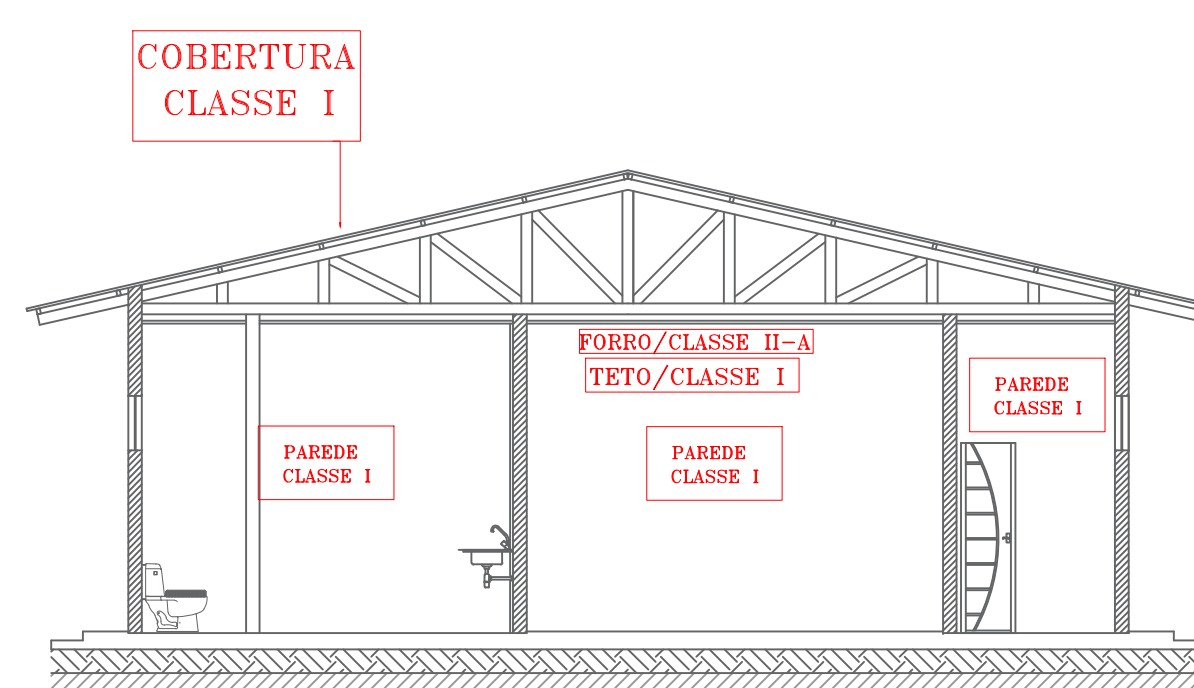 COBERTURA
CLASSE I
FORRO/CLASSE II-A
TETO/CLASSE I
PAREDE
CLASSE I
PAREDE
CLASSE I
PAREDE
CLASSE I